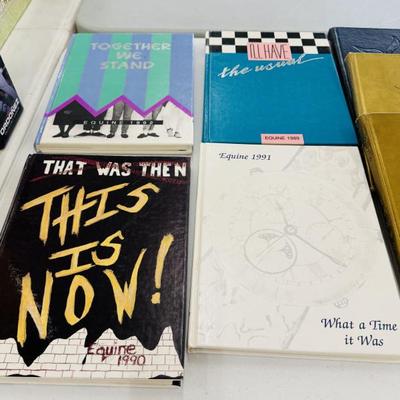 TOGETHER
WE
STAND
EQUINE 1992
I'LL HAVE
the usual
EQUINE 1989
THAT WAS THEN
THIS
IS
NOW!
Equine
1990
Equine 1991
What a Time
it Was